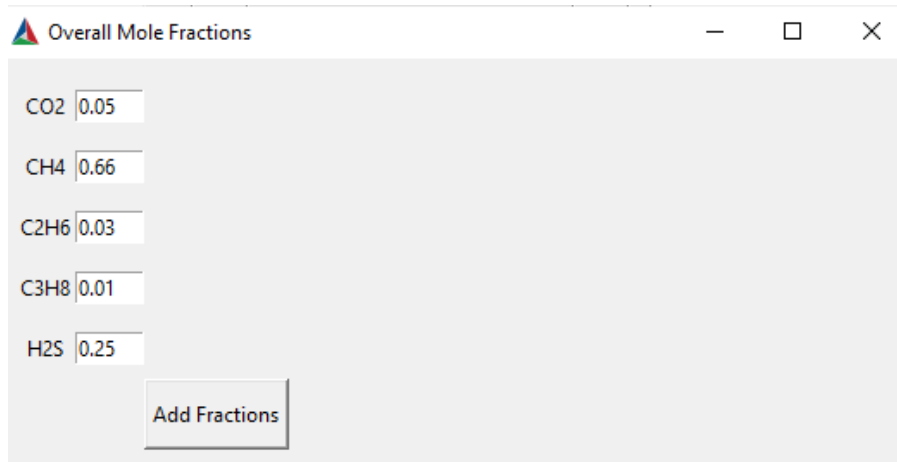 Overall Mole Fractions
CO2 0.05
CH4 0.66
C2H6 0.03
C3H8 0.01
H2S 0.25
Add Fractions